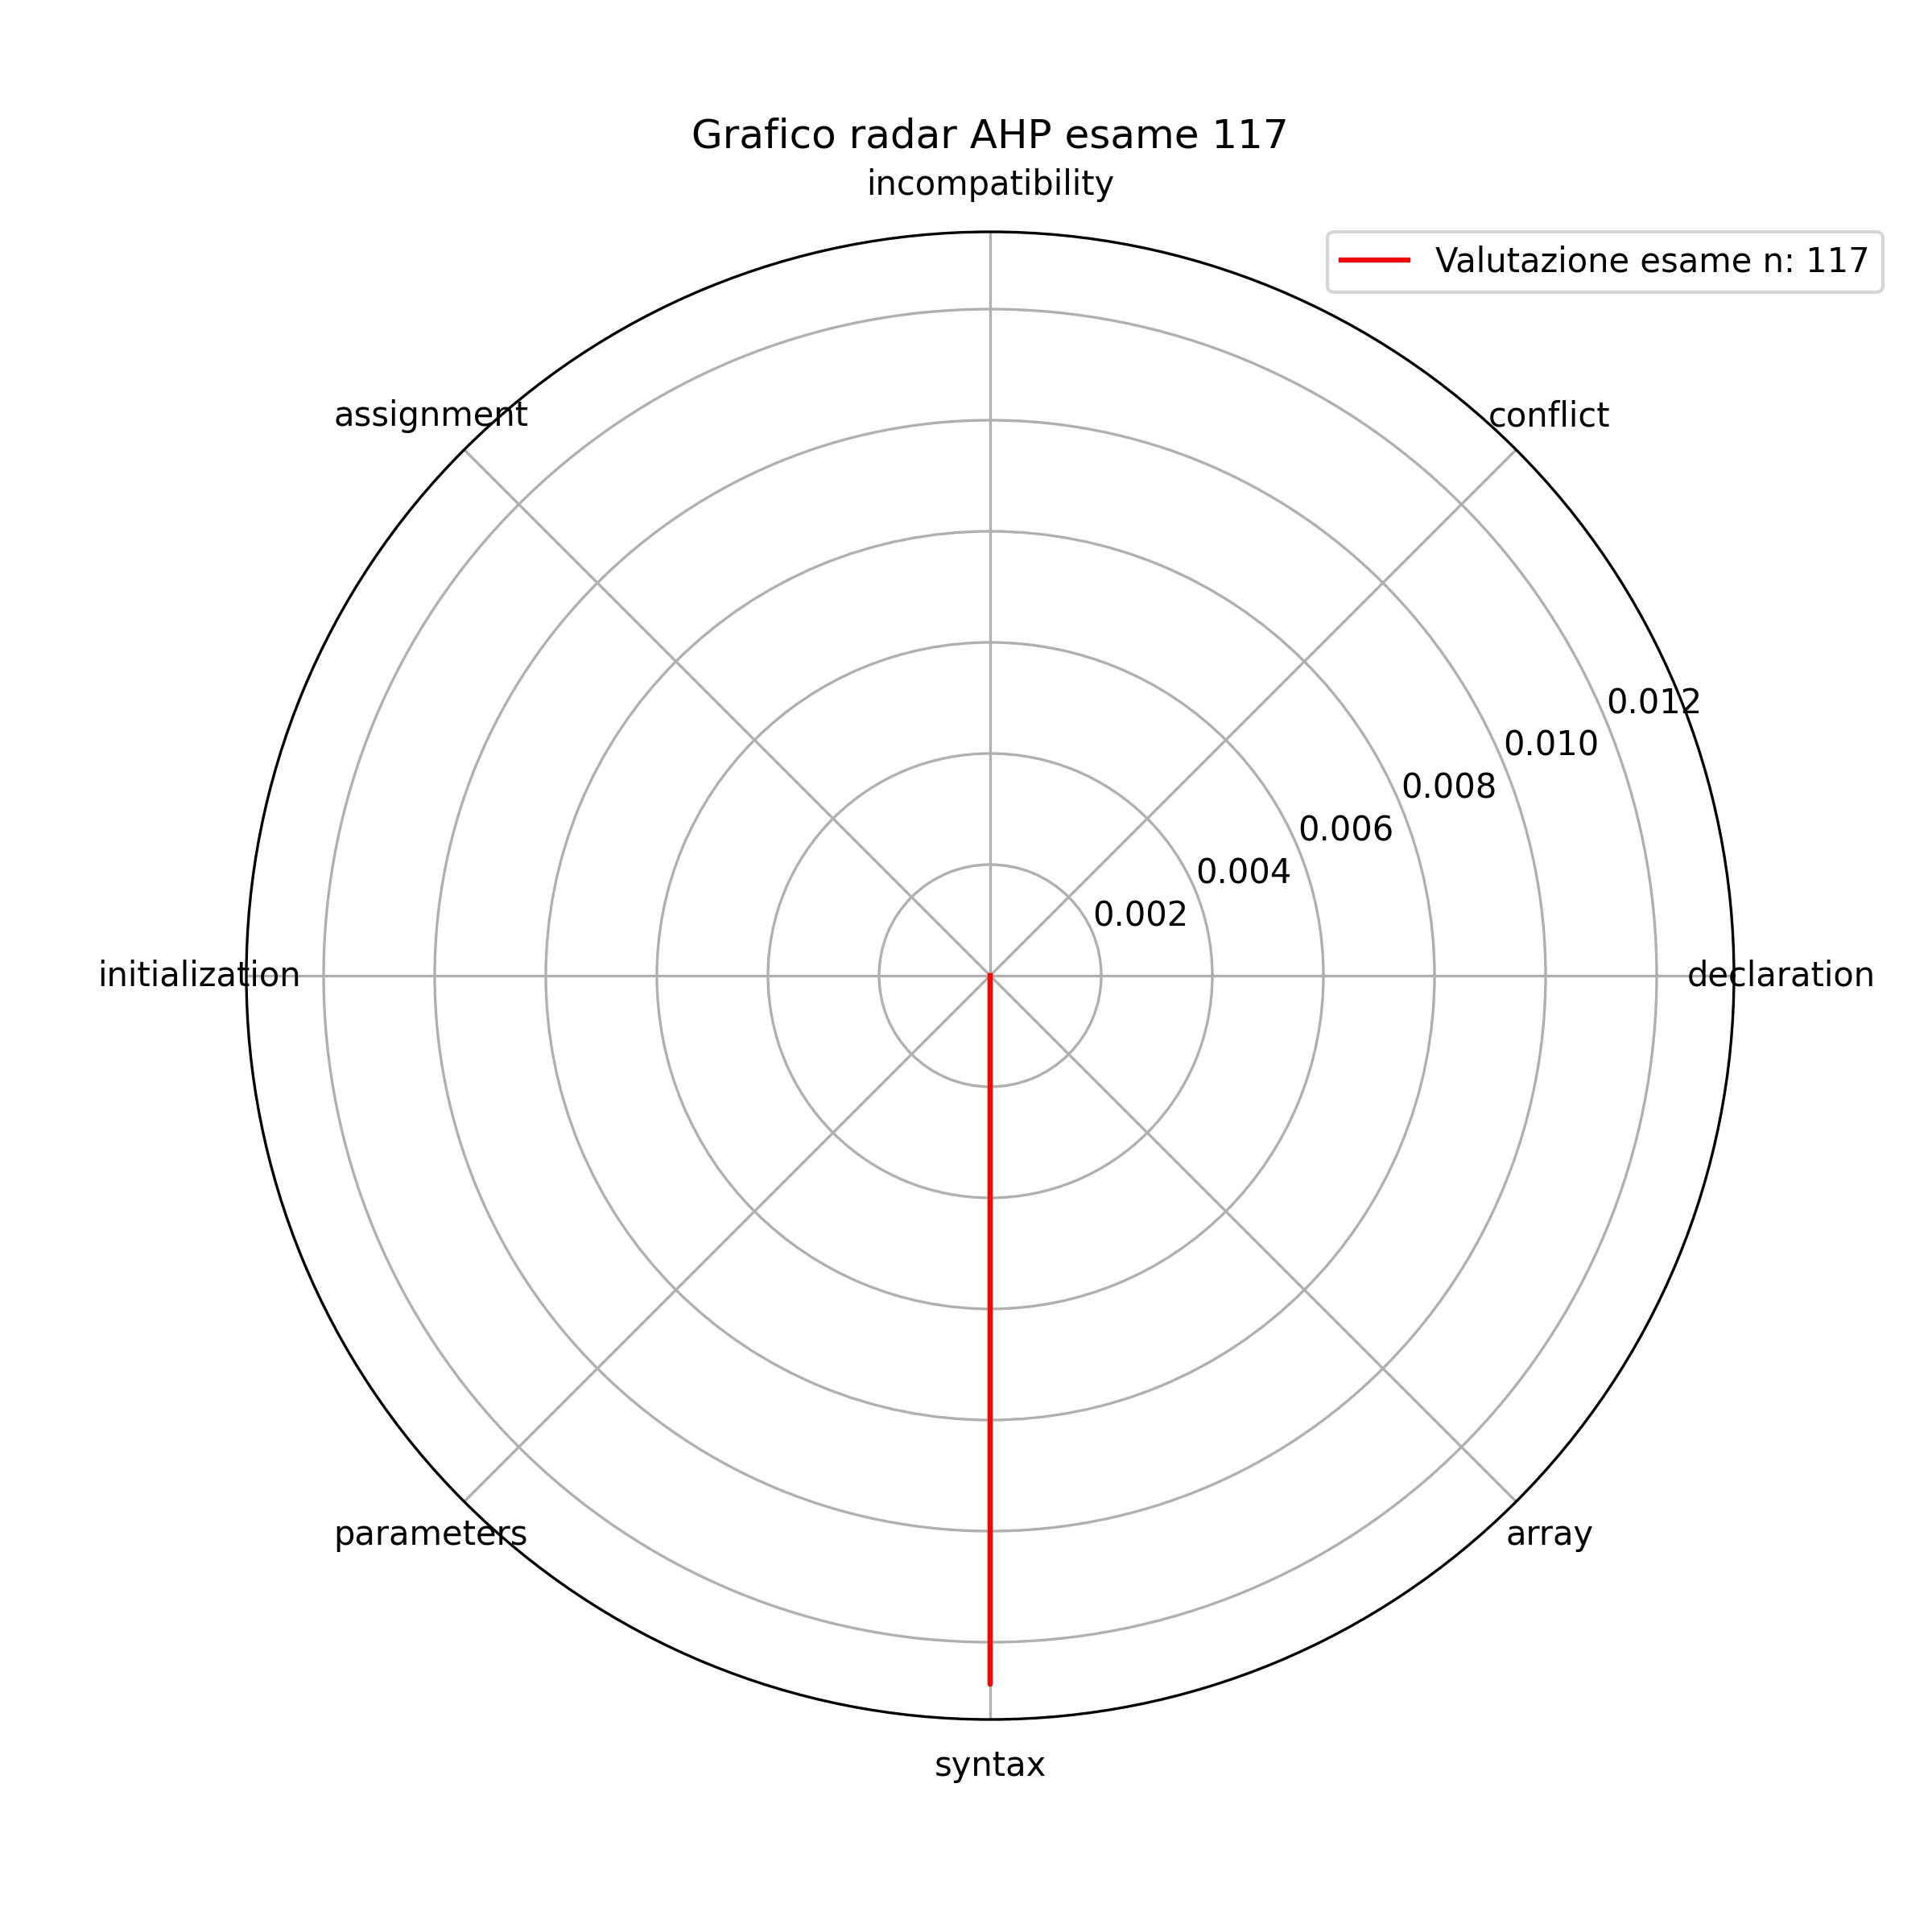 Grafico radar AHP esame 117
incompatibility
Valutazione esame n: 117
assignment
conflict
0.012
0.010
0.008
0.006
0.004
0.002
initialization
declaration
parameters
array
syntax